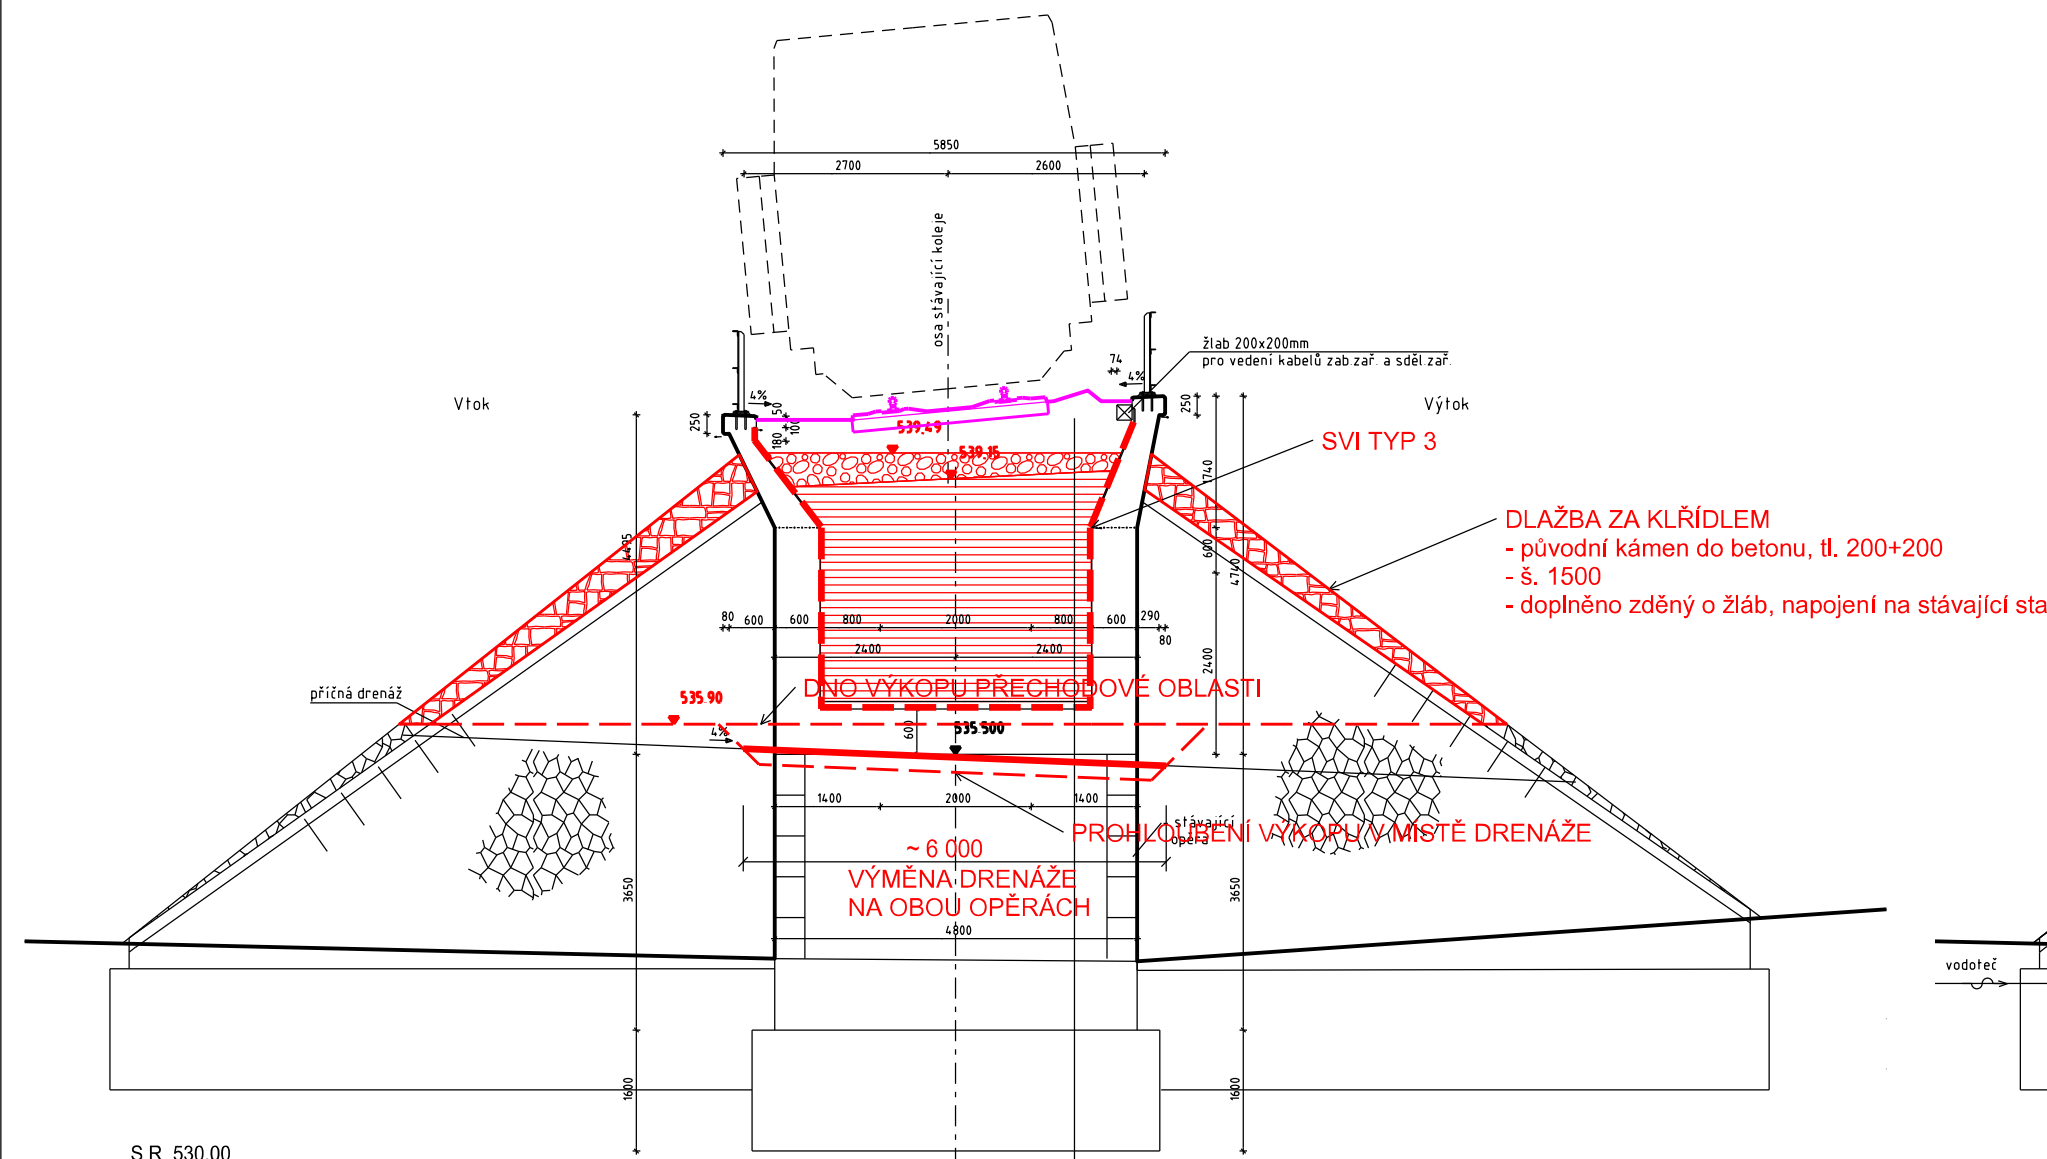 5850
2700
2600
osa stávající koleje
žlab 200x200mm
pro vedení kabelů zab.zař. a sděl.zař.
74
4%
4%
Vtok
Výtok
250
50
100
180
250
539.49
539.15
SVI TYP 3
1740
4495
600
4740
DLAŽBA ZA KLŘÍDLEM
- původní kámen do betonu, tl. 200+200
- š. 1500
- doplněno zděný o žláb, napojení na stávající sta
80
600
600
800
2000
800
600
290
80
2400
2400
2400
příčná drenáž
535.90
DNO VÝKOPU PŘECHODOVÉ OBLASTI
4%
600
535.500
1400
2000
1400
stávající
opěra
PROHLOUBENÍ VÝKOPU V MÍSTĚ DRENÁŽE
~ 6 000
VÝMĚNA DRENÁŽE
NA OBOU OPĚRÁCH
3650
3650
4800
vodoteč
1600
1600
S.R. 530.00